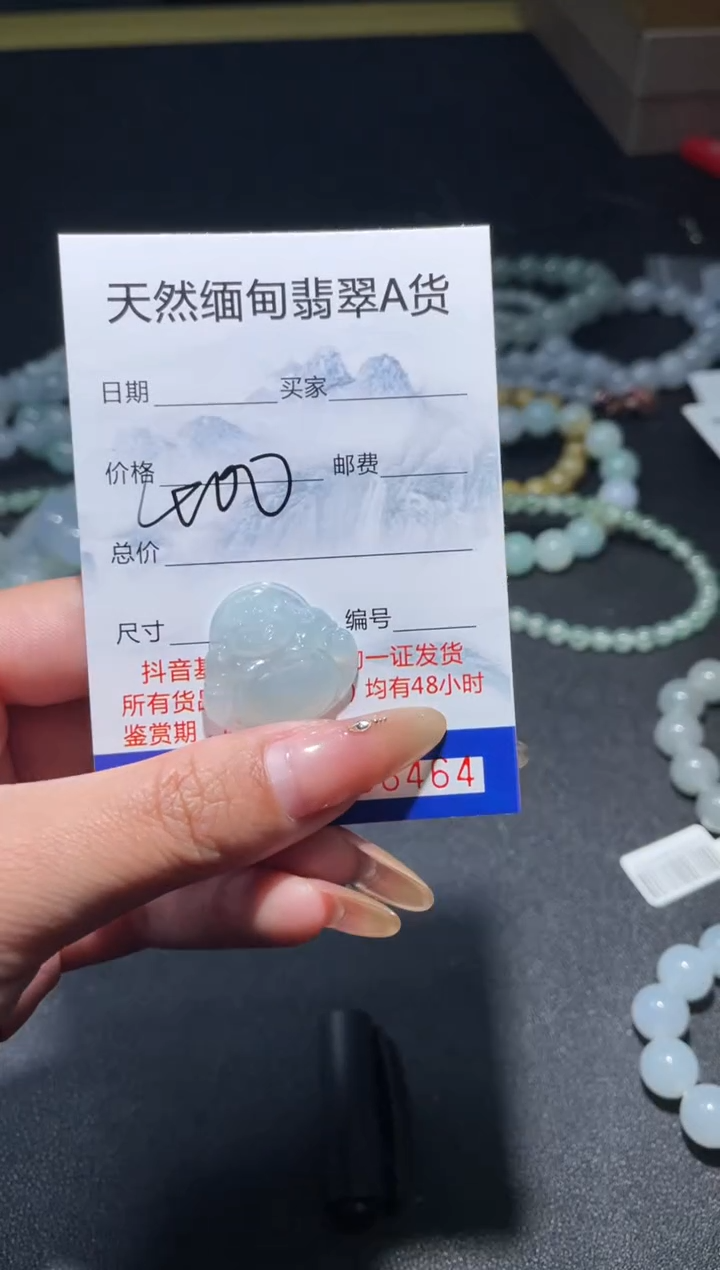 天然缅甸翡翠A货
日期 买家
价格 400 邮费
总价
尺寸 编号
抖音基 一证发货
所有货 均有48小时
鉴赏期
6464